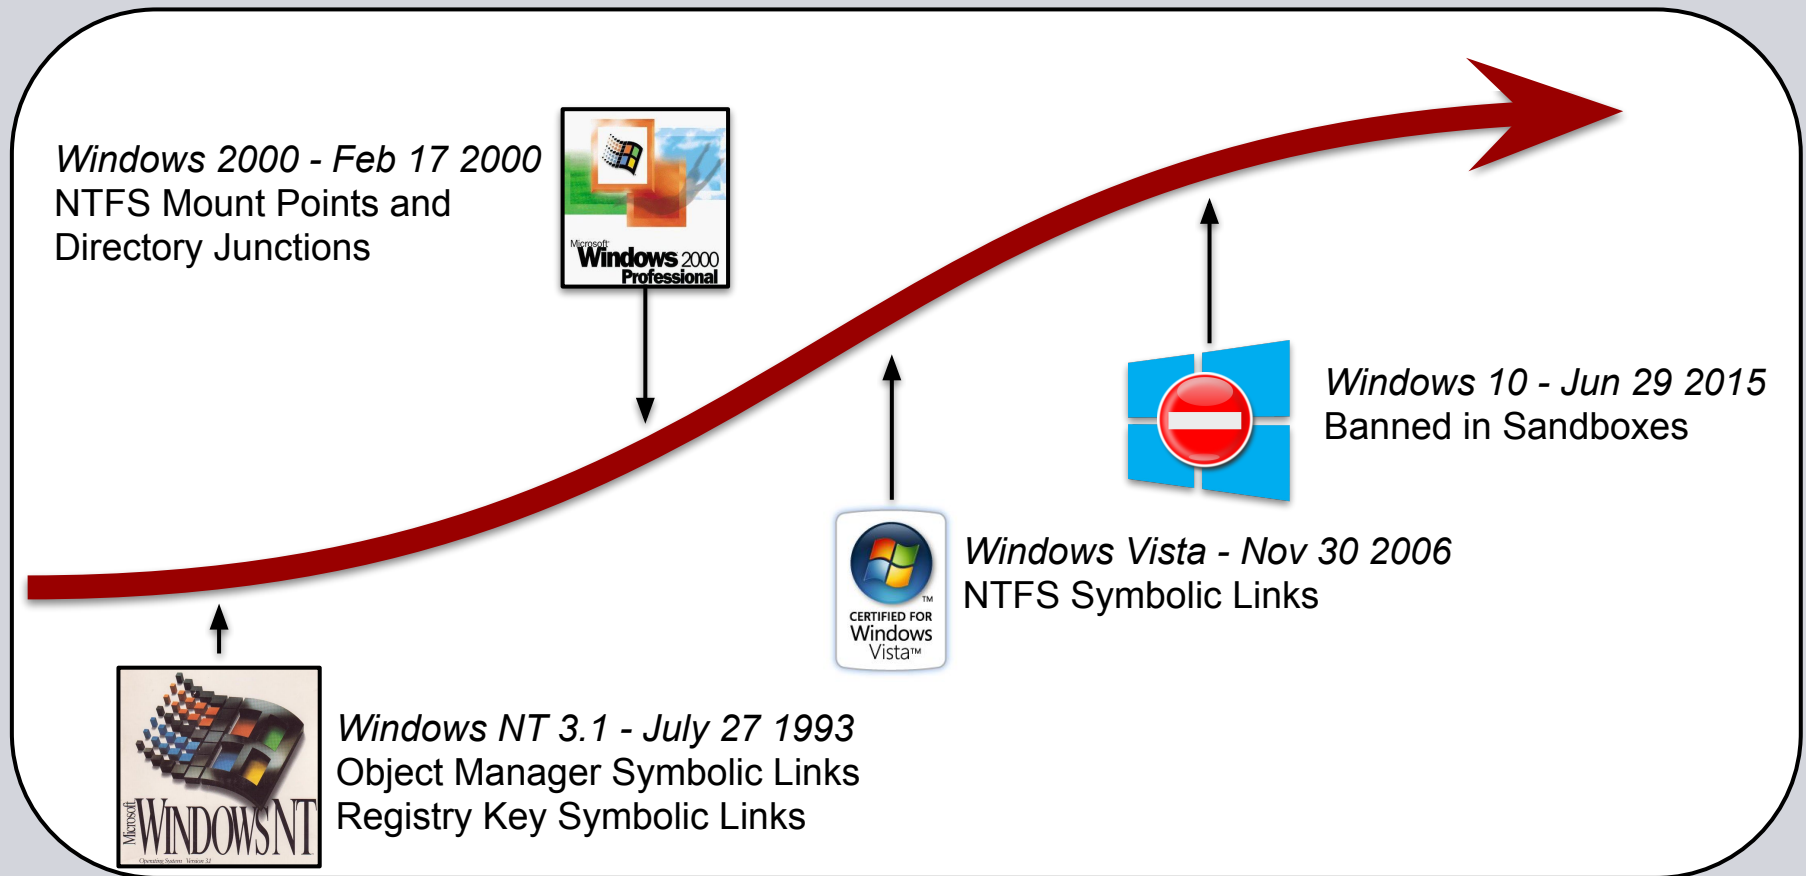 Windows 2000 - Feb 17 2000
NTFS Mount Points and
Directory Junctions
Microsoft
Windows 2000
Professional
Windows 10 - Jun 29 2015
Banned in Sandboxes
TM
CERTIFIED FOR
Windows
Vista™
Windows Vista - Nov 30 2006
NTFS Symbolic Links
Microsoft
WINDOWS NT
Windows NT 3.1 - July 27 1993
Object Manager Symbolic Links
Registry Key Symbolic Links